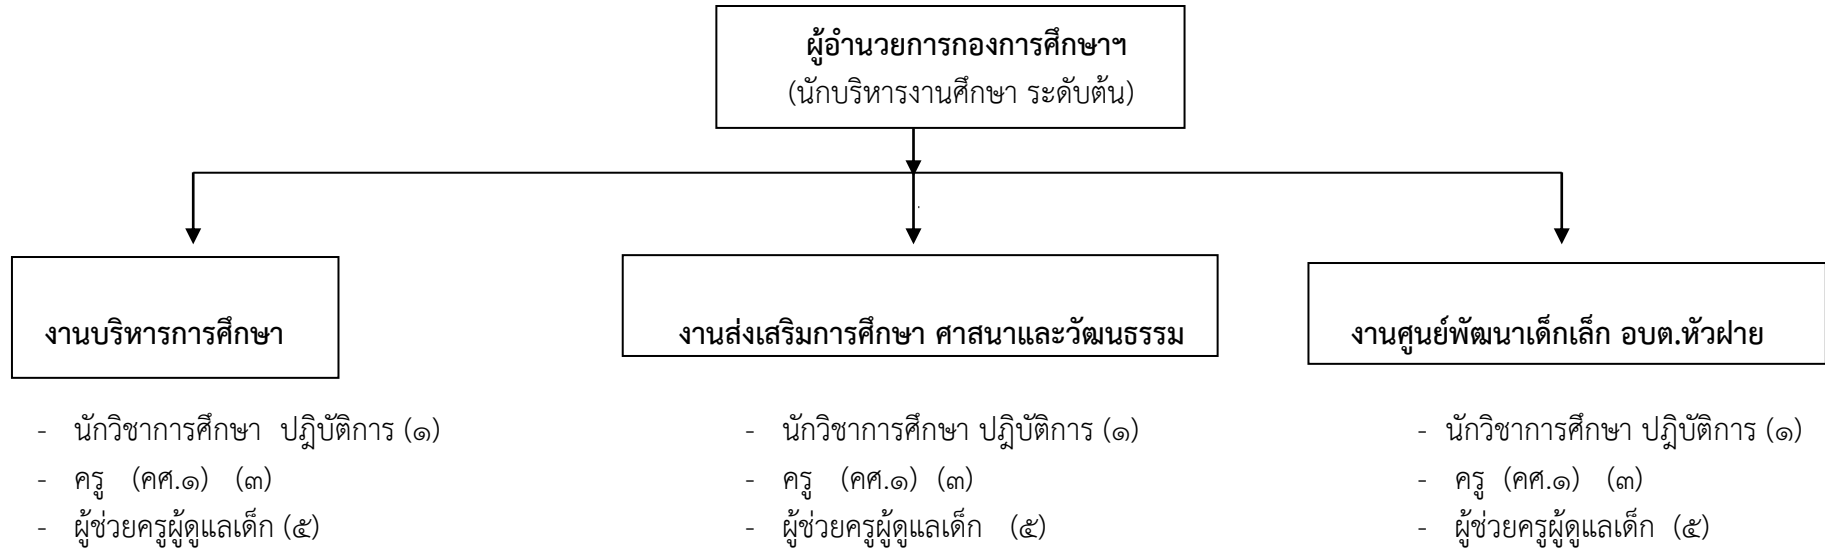 ผู้อำนวยการกองการศึกษาฯ
(นักบริหารงานศึกษา ระดับต้น)
งานบริหารการศึกษา
งานส่งเสริมการศึกษา ศาสนาและวัฒนธรรม
งานศูนย์พัฒนาเด็กเล็ก อบต.หัวฝาย
- นักวิชาการศึกษา ปฎิบัติการ (๑)
- ครู (คศ.๑) (๓)
- ผู้ช่วยครูผู้ดูแลเด็ก (๕)
- นักวิชาการศึกษา ปฎิบัติการ (๑)
- ครู (คศ.๑) (๓)
- ผู้ช่วยครูผู้ดูแลเด็ก (๕)
- นักวิชาการศึกษา ปฎิบัติการ (๑)
- ครู (คศ.๑) (๓)
- ผู้ช่วยครูผู้ดูแลเด็ก (๕)